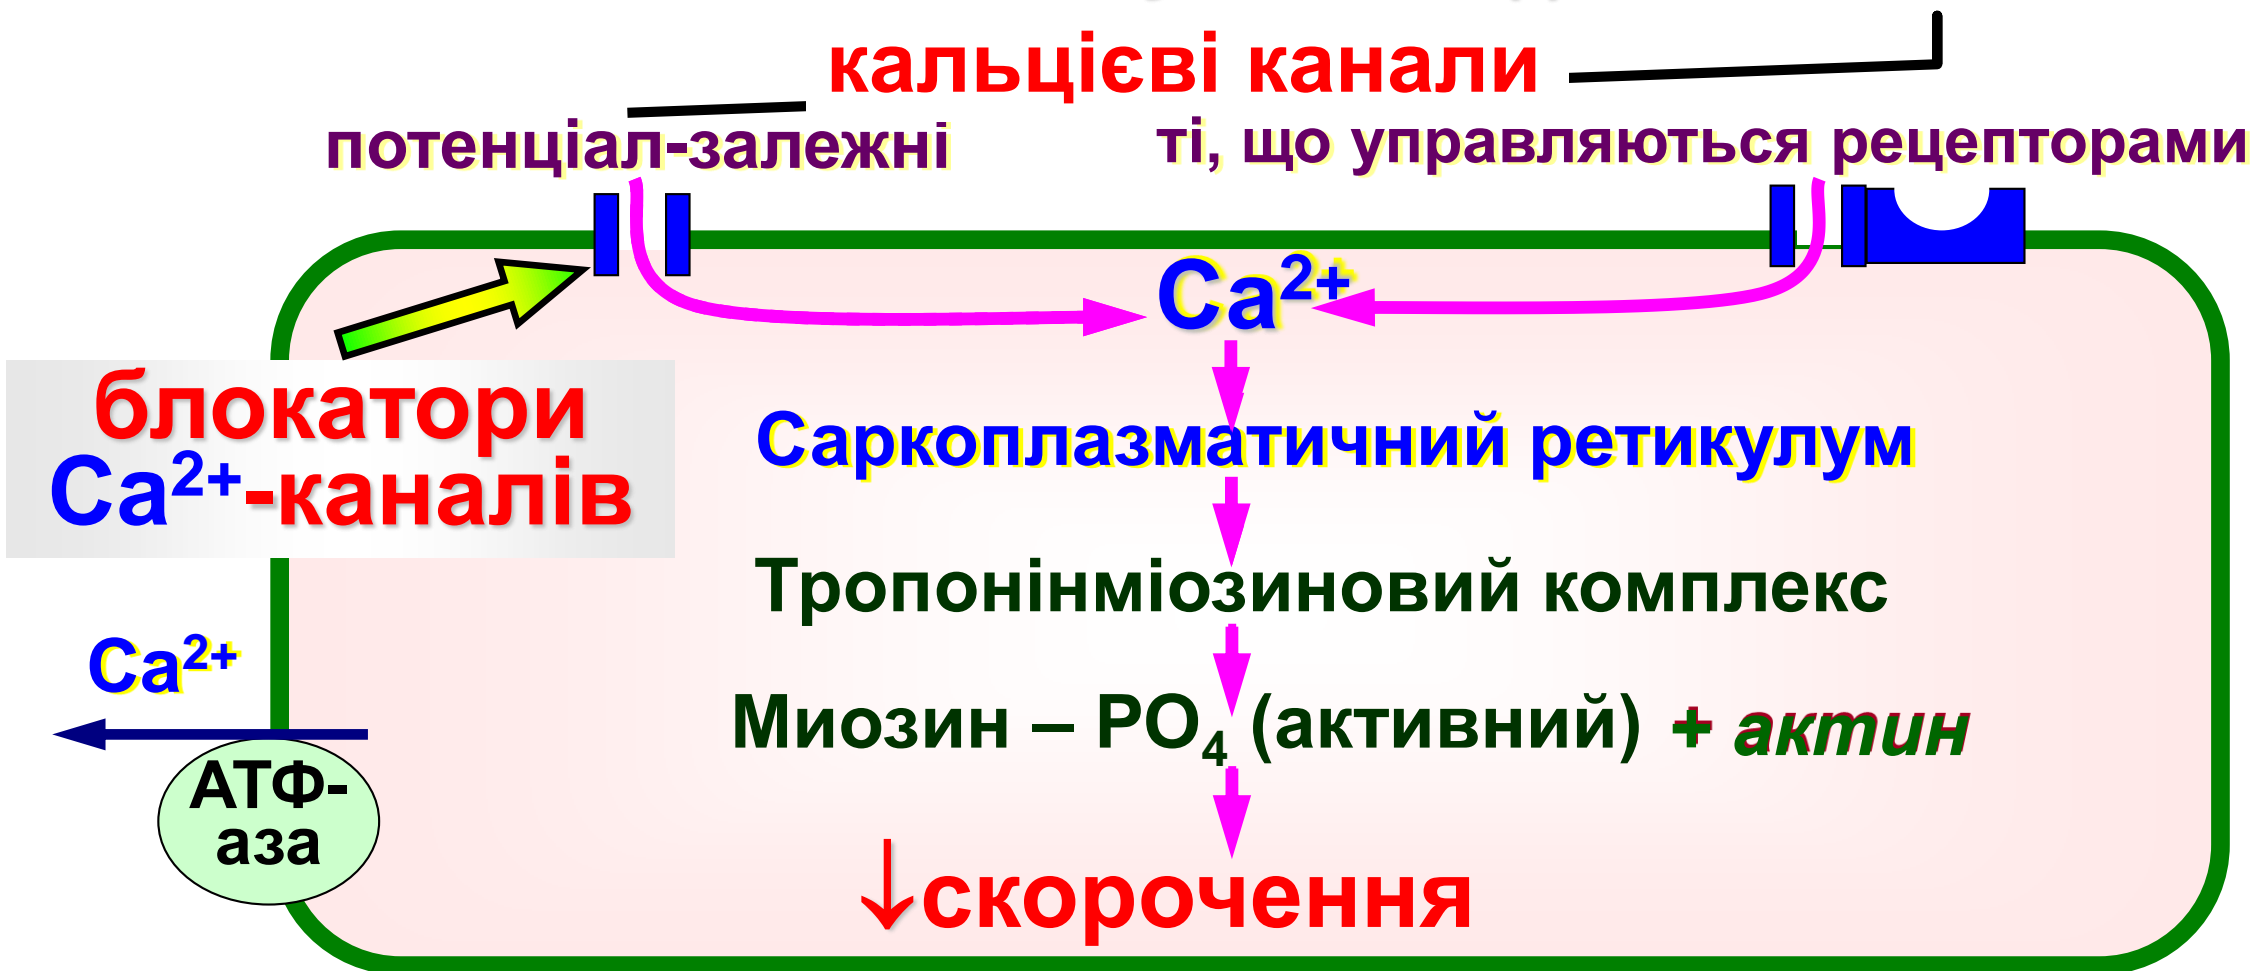 кальцієві канали
потенціал-залежні
ті, що управляються рецепторами
Ca²⁺
блокатори
Ca²⁺-каналів
Саркоплазматичний ретикулум
Тропонінміозиновий комплекс
Ca²⁺
Миозин – PO₄ (активний) + актин
АТФ-
аза
↓скорочення